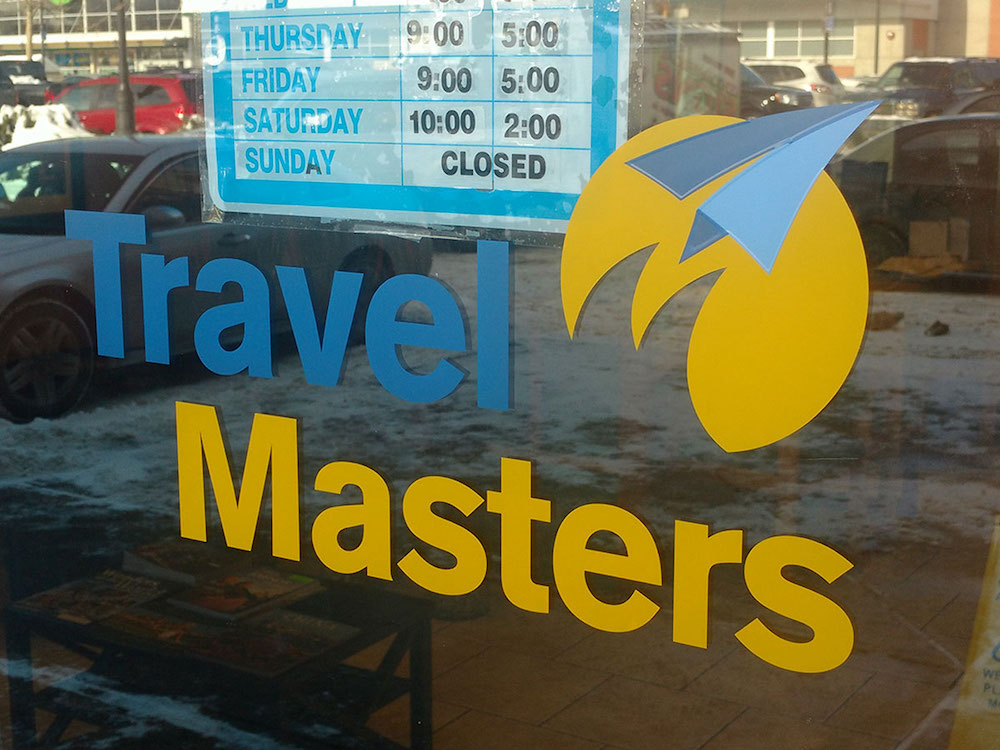 THURSDAY 9:00 5:00
FRIDAY 9:00 5:00
SATURDAY 10:00 2:00
SUNDAY CLOSED
Travel
Masters